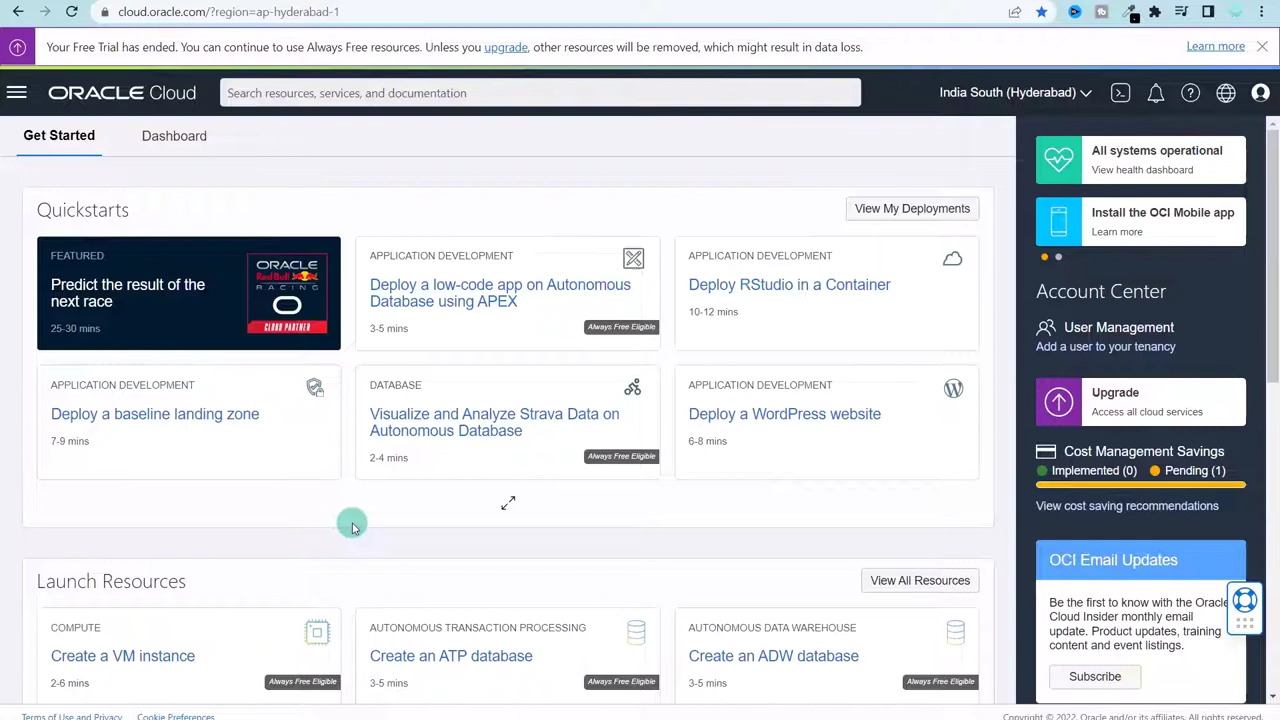 cloud.oracle.com/?region=ap-hyderabad-1
Your Free Trial has ended. You can continue to use Always Free resources. Unless you upgrade, other resources will be removed, which might result in data loss.
Learn more
ORACLE Cloud
Search resources, services, and documentation
India South (Hyderabad)
Get Started
Dashboard
Quickstarts
View My Deployments
FEATURED
Predict the result of the
next race
25-30 mins
ORACLE
Red Bull
RACING
CLOUD PARTNER
APPLICATION DEVELOPMENT
Deploy a low-code app on Autonomous
Database using APEX
3-5 mins
Always Free Eligible
APPLICATION DEVELOPMENT
Deploy RStudio in a Container
10-12 mins
APPLICATION DEVELOPMENT
Deploy a baseline landing zone
7-9 mins
DATABASE
Visualize and Analyze Strava Data on
Autonomous Database
2-4 mins
Always Free Eligible
APPLICATION DEVELOPMENT
Deploy a WordPress website
6-8 mins
Launch Resources
View All Resources
COMPUTE
Create a VM instance
2-6 mins
Always Free Eligible
AUTONOMOUS TRANSACTION PROCESSING
Create an ATP database
3-5 mins
Always Free Eligible
AUTONOMOUS DATA WAREHOUSE
Create an ADW database
3-5 mins
Always Free Eligible
All systems operational
View health dashboard
Install the OCI Mobile app
Learn more
Account Center
User Management
Add a user to your tenancy
Upgrade
Access all cloud services
Cost Management Savings
Implemented (0) Pending (1)
View cost saving recommendations
OCI Email Updates
Be the first to know with the Oracle
Cloud Insider monthly email
update. Product updates, training
content and event listings.
Subscribe
Terms of Use and Privacy
Cookie Preferences
Copyright © 2022, Oracle and/or its affiliates. All rights reserved.